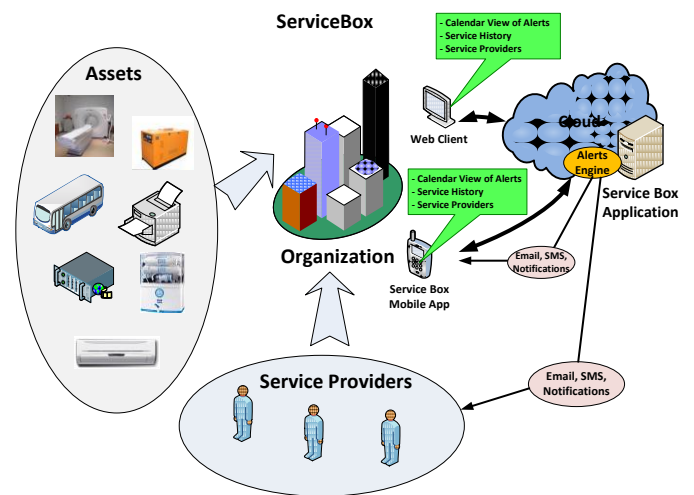 ServiceBox
- Calendar View of Alerts
- Service History
- Service Providers
Assets
Web Client
Cloud
Alerts
Engine
Service Box
Application
- Calendar View of Alerts
- Service History
- Service Providers
Organization
Service Box
Mobile App
Email, SMS,
Notifications
Service Providers
Email, SMS,
Notifications